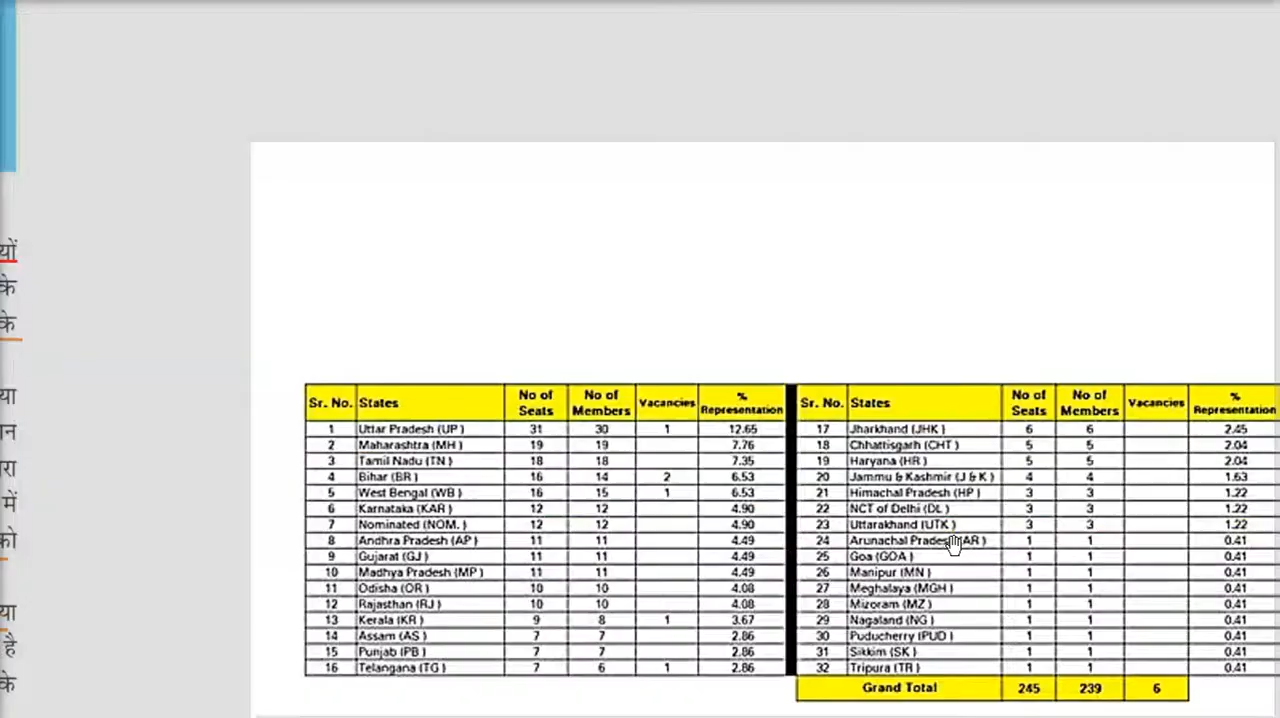 यों
के
के
या
ान
रा
में
को
या
है
के
Sr. No. States No of Seats No of Members Vacancies % Representation
1 Uttar Pradesh (UP ) 31 30 1 12.65
2 Maharashtra (MH ) 19 19 7.76
3 Tamil Nadu (TN ) 18 18 7.35
4 Bihar (BR ) 16 14 2 6.53
5 West Bengal (WB ) 16 15 1 6.53
6 Karnataka (KAR ) 12 12 4.90
7 Nominated (NOM. ) 12 12 4.90
8 Andhra Pradesh (AP ) 11 11 4.49
9 Gujarat (GJ ) 11 11 4.49
10 Madhya Pradesh (MP ) 11 11 4.49
11 Odisha (OR ) 10 10 4.08
12 Rajasthan (RJ ) 10 10 4.08
13 Kerala (KR ) 9 8 1 3.67
14 Assam (AS ) 7 7 2.86
15 Punjab (PB ) 7 7 2.86
16 Telangana (TG ) 7 6 1 2.86
Sr. No. States No of Seats No of Members Vacancies % Representation
17 Jharkhand (JHK ) 6 6 2.45
18 Chhattisgarh (CHT ) 5 5 2.04
19 Haryana (HR ) 5 5 2.04
20 Jammu & Kashmir (J & K ) 4 4 1.63
21 Himachal Pradesh (HP ) 3 3 1.22
22 NCT of Delhi (DL ) 3 3 1.22
23 Uttarakhand (UTK ) 3 3 1.22
24 Arunachal Pradesh (AR ) 1 1 0.41
25 Goa (GOA ) 1 1 0.41
26 Manipur (MN ) 1 1 0.41
27 Meghalaya (MGH ) 1 1 0.41
28 Mizoram (MZ ) 1 1 0.41
29 Nagaland (NG ) 1 1 0.41
30 Puducherry (PUD ) 1 1 0.41
31 Sikkim (SK ) 1 1 0.41
32 Tripura (TR ) 1 1 0.41
Grand Total 245 239 6